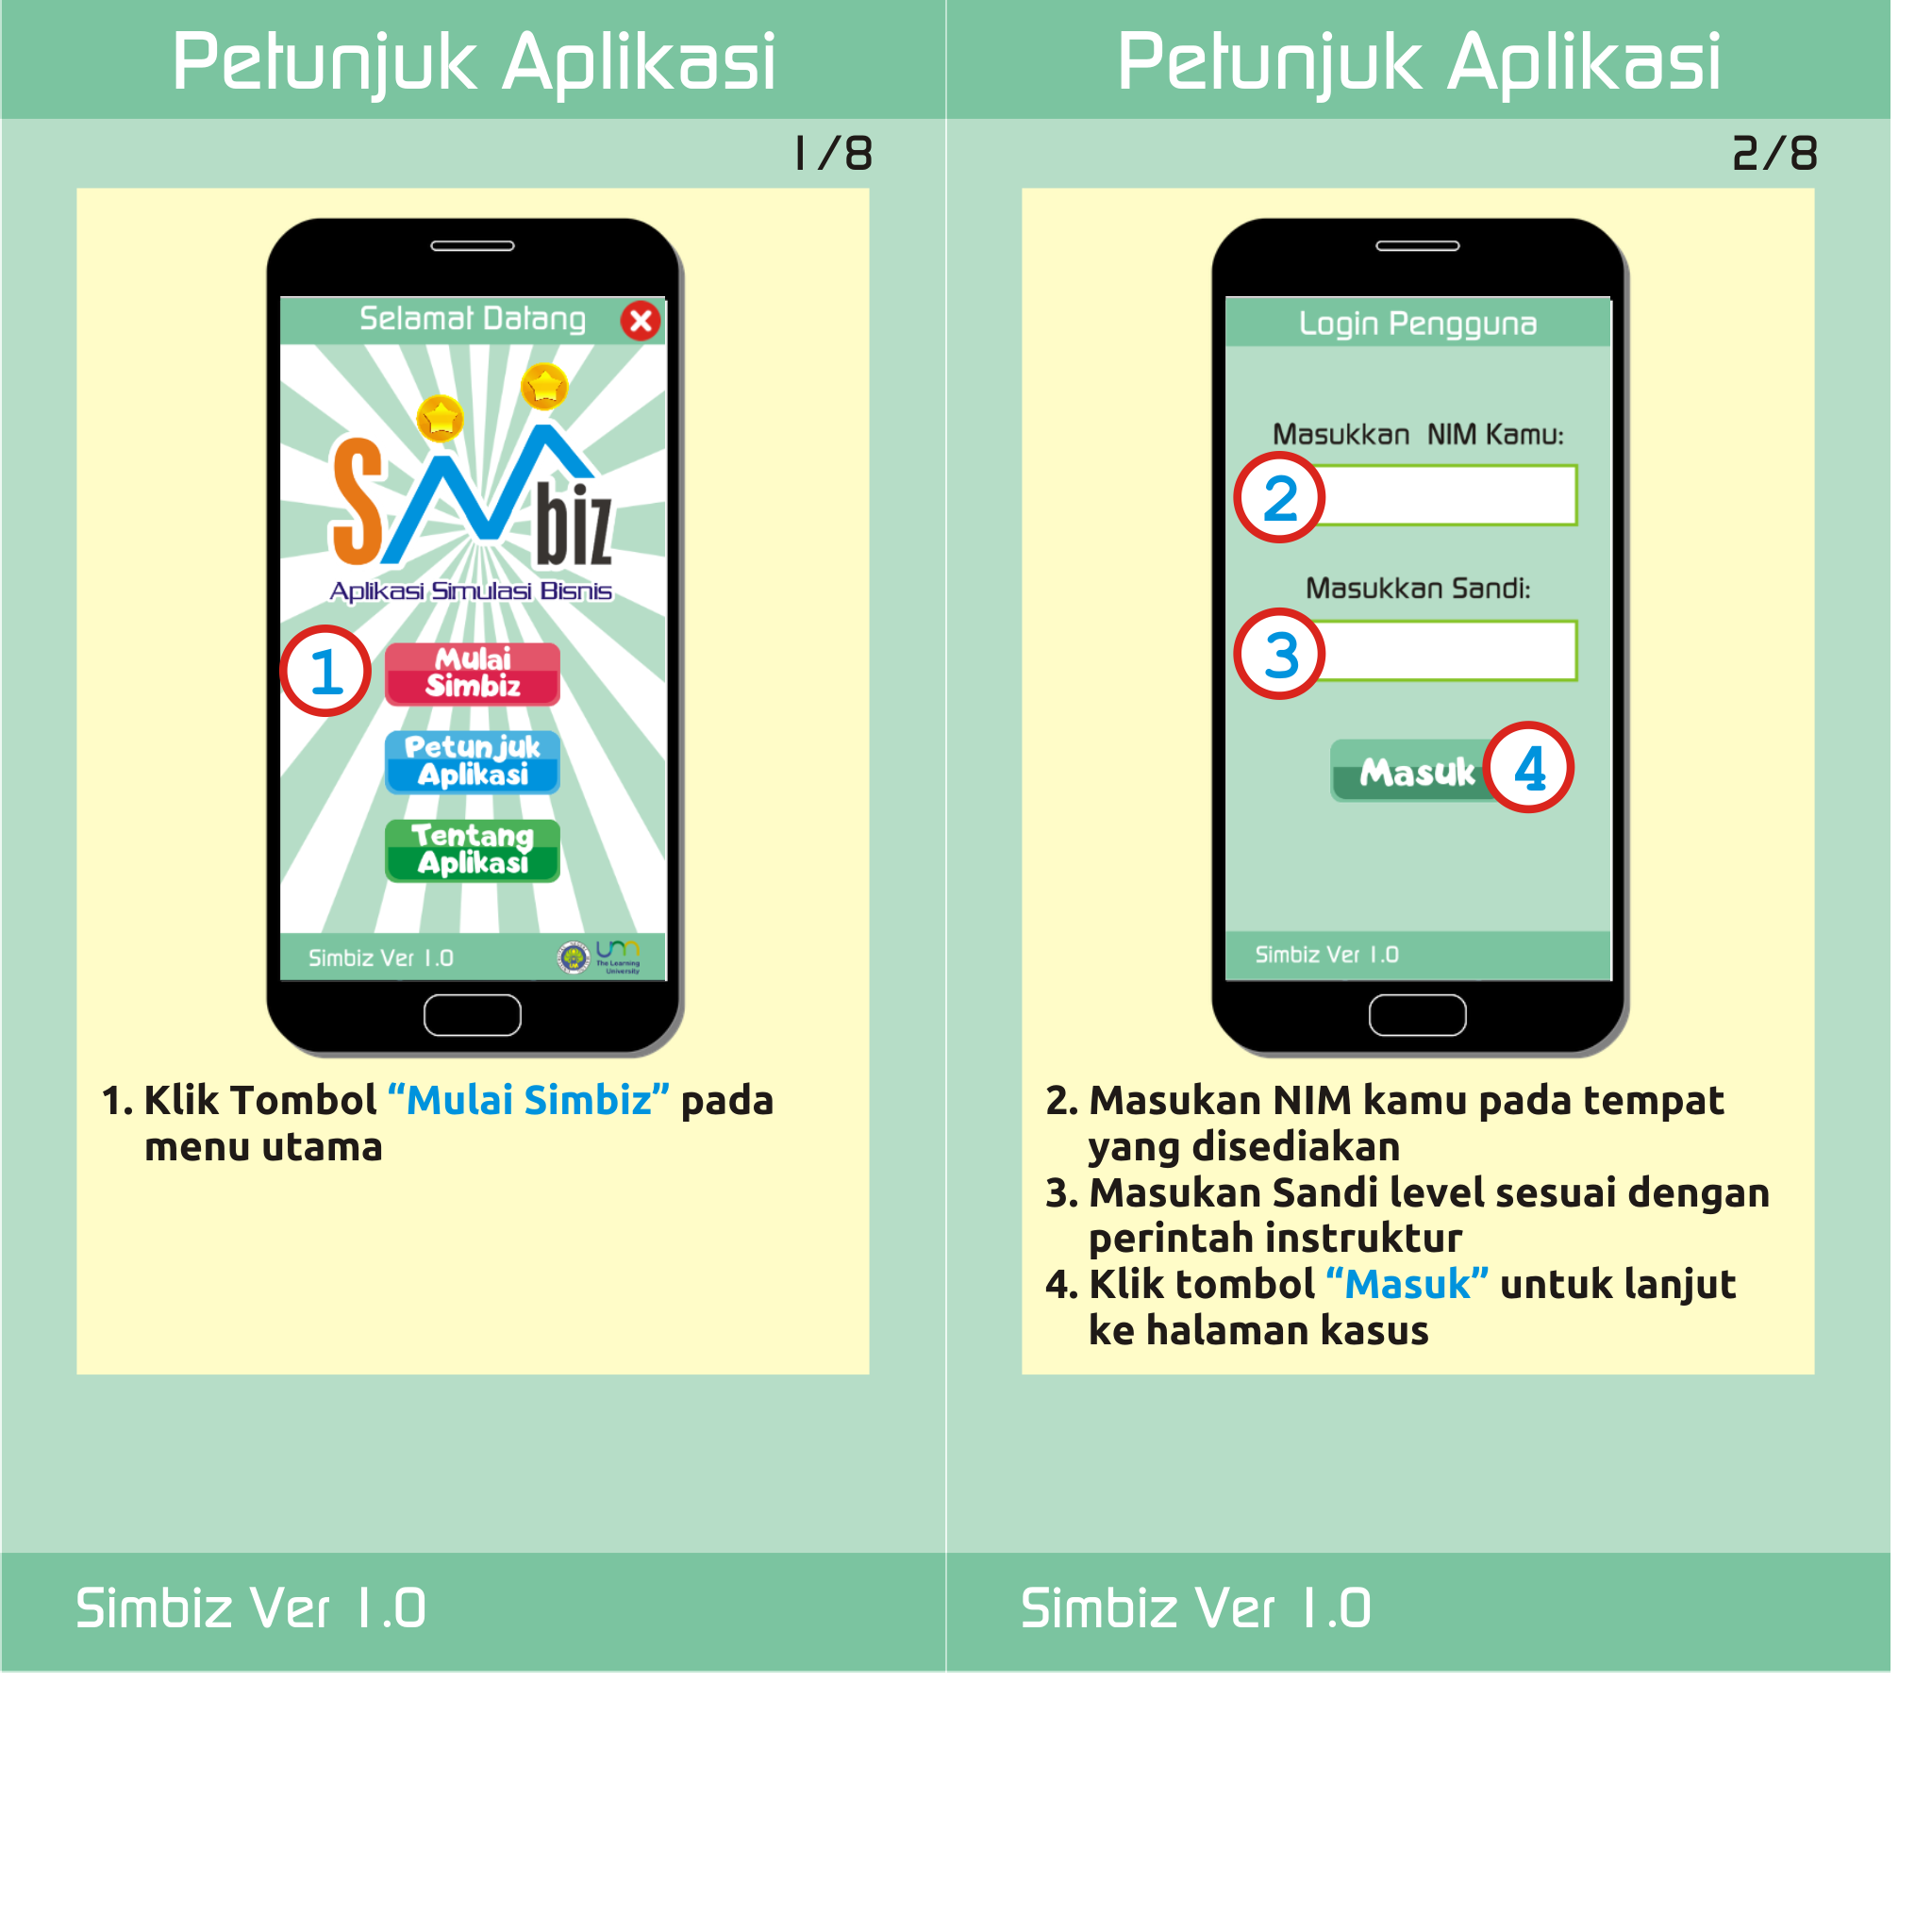 Petunjuk Aplikasi
1/8
Selamat Datang
SIMbiz
Aplikasi Simulasi Bisnis
1
Mulai
Simbiz
Petunjuk
Aplikasi
Tentang
Aplikasi
Simbiz Ver 1.0
UM
The Learning
University
1. Klik Tombol “Mulai Simbiz” pada
menu utama
Simbiz Ver 1.0
Petunjuk Aplikasi
2/8
Login Pengguna
Masukkan NIM Kamu:
2
Masukkan Sandi:
3
Masuk
4
Simbiz Ver 1.0
2. Masukan NIM kamu pada tempat
yang disediakan
3. Masukan Sandi level sesuai dengan
perintah instruktur
4. Klik tombol “Masuk” untuk lanjut
ke halaman kasus
Simbiz Ver 1.0